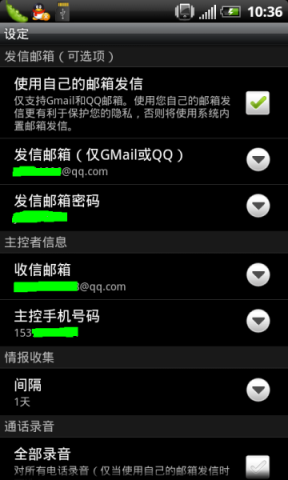 10:36
设定
发信邮箱（可选项）
使用自己的邮箱发信
仅支持Gmail和QQ邮箱。使用您自己的邮箱发
信更有利于保护您的隐私，否则将使用系统内
置邮箱发信。
发信邮箱（仅GMail或QQ）
@qq.com
发信邮箱密码
主控者信息
收信邮箱
@qq.com
主控手机号码
153
情报收集
间隔
1天
通话录音
全部录音
对所有电话录音（仅当使用自己的邮箱发信时